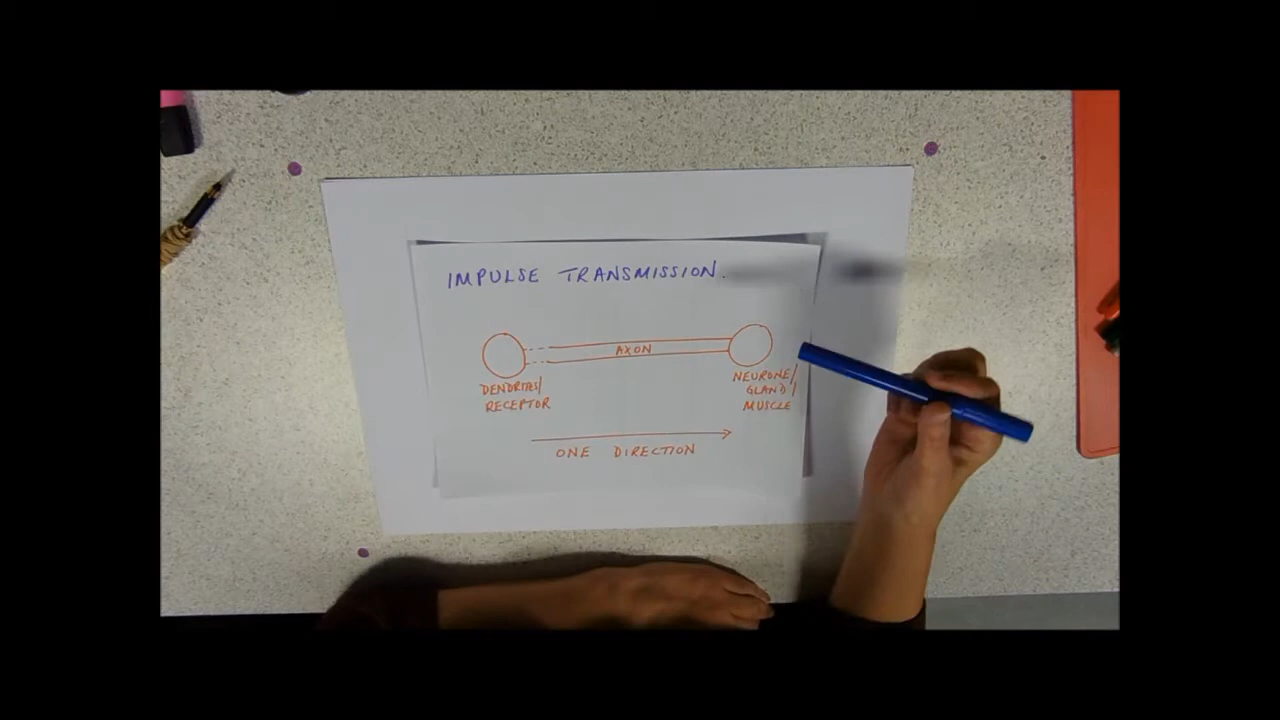 IMPULSE TRANSMISSION.
AXON
DENDRITES/
RECEPTOR
NEURONE/
GLAND/
MUSCLE
ONE DIRECTION